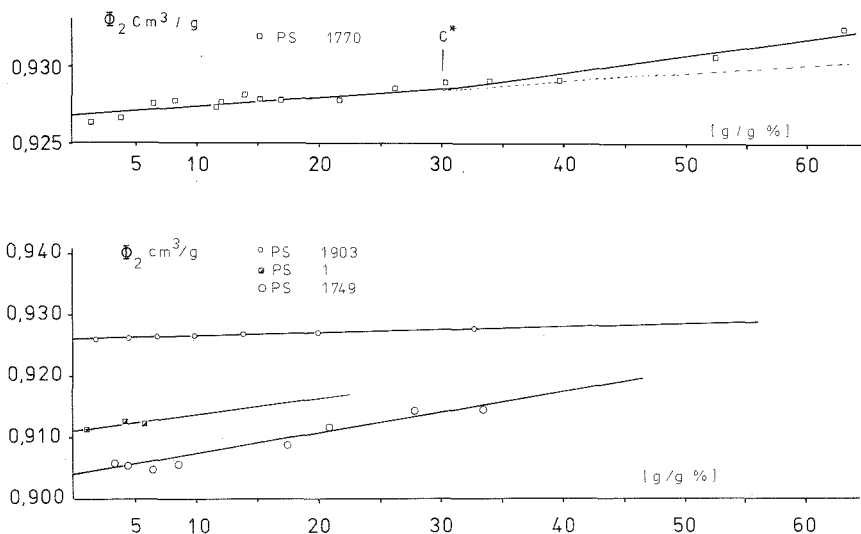 Φ₂ cm³/g
□ PS 1770
C*
0,930
[g/g %]
0,925
5 10 20 30 40 50 60
0,940
Φ₂ cm³/g
○ PS 1903
PS 1
○ PS 1749
0,930
0,920
0,910
[g/g %]
0,900
5 10 20 30 40 50 60